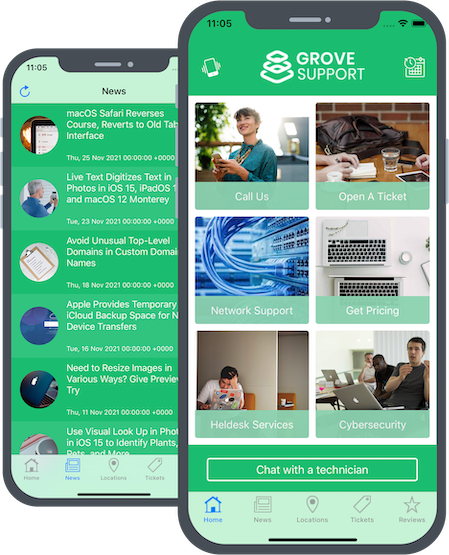 11:05
News
macOS Safari Reverses
Course, Reverts to Old Tab
Interface
Thu, 25 Nov 2021 00:00:00 +0000
Live Text Digitizes Text in
Photos in iOS 15, iPadOS 1
and macOS 12 Monterey
Tue, 23 Nov 2021 00:00:00 +0000
Avoid Unusual Top-Level
Domains in Custom Domai
Names
Thu, 18 Nov 2021 00:00:00 +0000
Apple Provides Temporary
iCloud Backup Space for N
Device Transfers
Tue, 16 Nov 2021 00:00:00 +0000
Need to Resize Images in
Various Ways? Give Preview
Try
Thu, 11 Nov 2021 00:00:00 +0000
Use Visual Look Up in Phot
in iOS 15 to Identify Plants,
Pets, and More
Home
News
Locations
Tickets
11:05
GROVE
SUPPORT
Call Us
Open A Ticket
Network Support
Get Pricing
Heldesk Services
Cybersecurity
Chat with a technician
Home
News
Locations
Tickets
Reviews